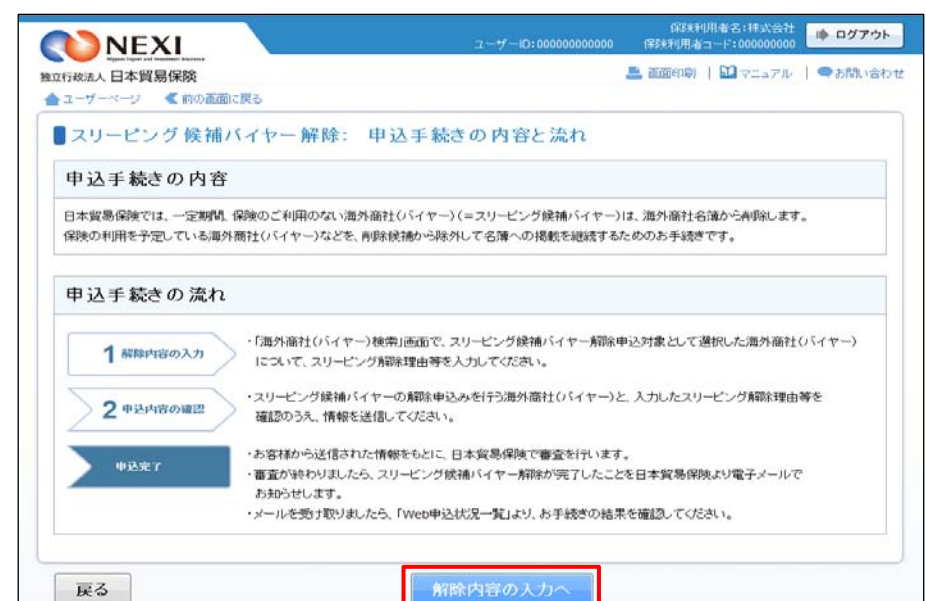 NEXI
Nippon Export and Investment Insurance
独立行政法人 日本貿易保険
ユーザーID:000000000000
保険利用者名:株式会社
保険利用者コード:000000000
ログアウト
画面印刷 | マニュアル | お問い合わせ
ユーザーページ 前の画面に戻る
スリーピング候補バイヤー解除: 申込手続きの内容と流れ
申込手続きの内容
日本貿易保険では、一定期間、保険のご利用のない海外商社(バイヤー)(=スリーピング候補バイヤー)は、海外商社名簿から削除します。
保険の利用を予定している海外商社(バイヤー)などを、削除候補から除外して名簿への掲載を継続するためのお手続きです。
申込手続きの流れ
1 解除内容の入力
・「海外商社(バイヤー)検索」画面で、スリーピング候補バイヤー解除申込対象として選択した海外商社(バイヤー)
について、スリーピング解除理由等を入力してください。
2 申込内容の確認
・スリーピング候補バイヤーの解除申込みを行う海外商社(バイヤー)と、入力したスリーピング解除理由等を
確認のうえ、情報を送信してください。
申込完了
・お客様から送信された情報をもとに、日本貿易保険で審査を行います。
・審査が終わりましたら、スリーピング候補バイヤー解除が完了したことを日本貿易保険より電子メールで
お知らせします。
・メールを受け取りましたら、「Web申込状況一覧」より、お手続きの結果を確認してください。
戻る
解除内容の入力へ